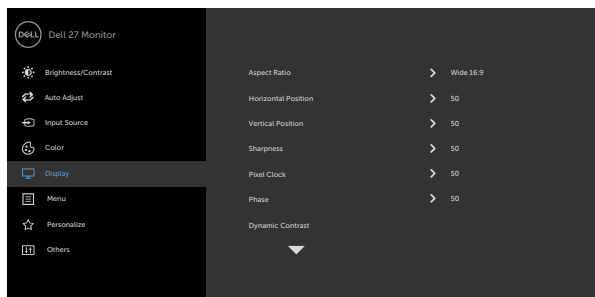 DELL Dell 27 Monitor
Brightness/Contrast
Auto Adjust
Input Source
Color
Display
Menu
Personalize
Others
Aspect Ratio Wide 16:9
Horizontal Position 50
Vertical Position 50
Sharpness 50
Pixel Clock 50
Phase 50
Dynamic Contrast